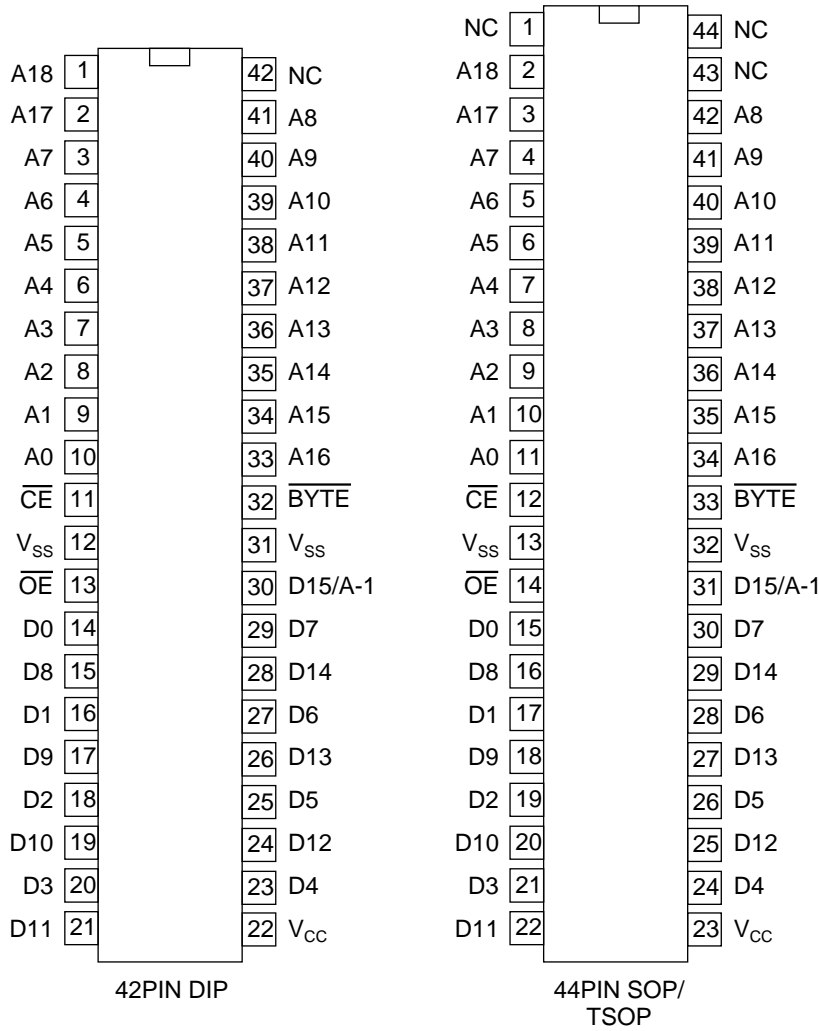 A18 1 42 NC
A17 2 41 A8
A7 3 40 A9
A6 4 39 A10
A5 5 38 A11
A4 6 37 A12
A3 7 36 A13
A2 8 35 A14
A1 9 34 A15
A0 10 33 A16
C̅E̅ 11 32 B̅Y̅T̅E̅
VSS 12 31 VSS
O̅E̅ 13 30 D15/A-1
D0 14 29 D7
D8 15 28 D14
D1 16 27 D6
D9 17 26 D13
D2 18 25 D5
D10 19 24 D12
D3 20 23 D4
D11 21 22 VCC
42PIN DIP
NC 1 44 NC
A18 2 43 NC
A17 3 42 A8
A7 4 41 A9
A6 5 40 A10
A5 6 39 A11
A4 7 38 A12
A3 8 37 A13
A2 9 36 A14
A1 10 35 A15
A0 11 34 A16
C̅E̅ 12 33 B̅Y̅T̅E̅
VSS 13 32 VSS
O̅E̅ 14 31 D15/A-1
D0 15 30 D7
D8 16 29 D14
D1 17 28 D6
D9 18 27 D13
D2 19 26 D5
D10 20 25 D12
D3 21 24 D4
D11 22 23 VCC
44PIN SOP/
TSOP